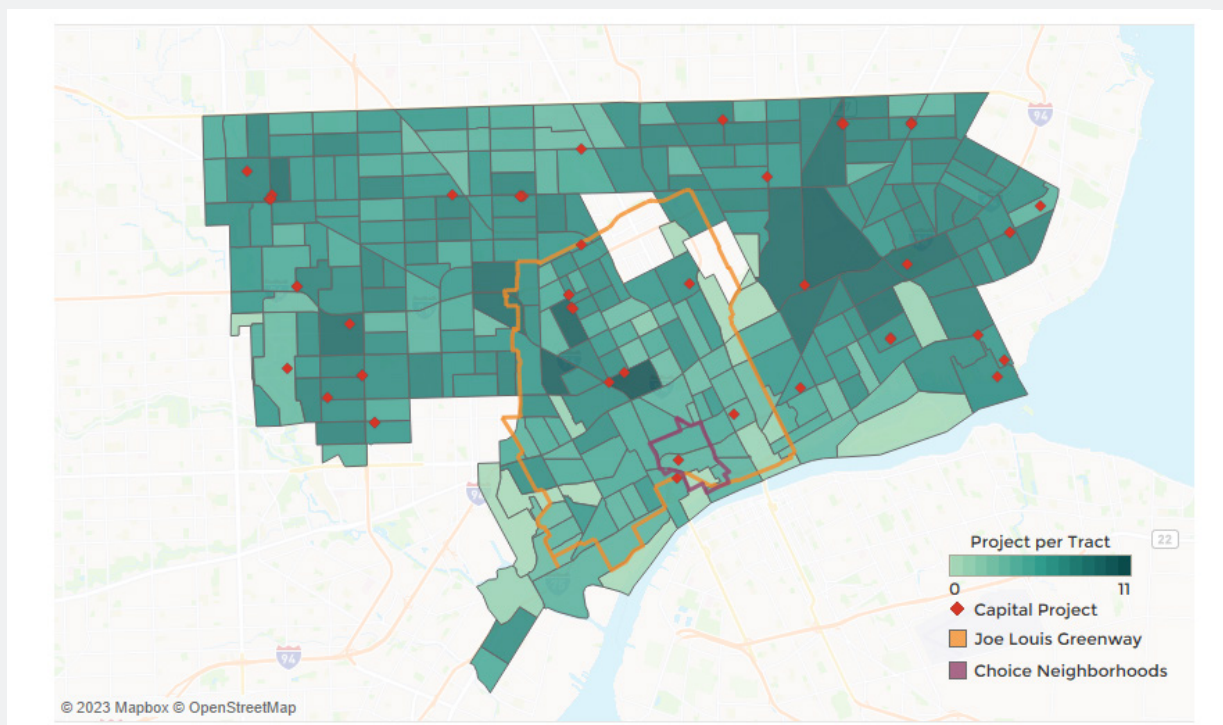 94
94
94
Project per Tract
22
0
11
Capital Project
Joe Louis Greenway
Choice Neighborhoods
94
© 2023 Mapbox © OpenStreetMap